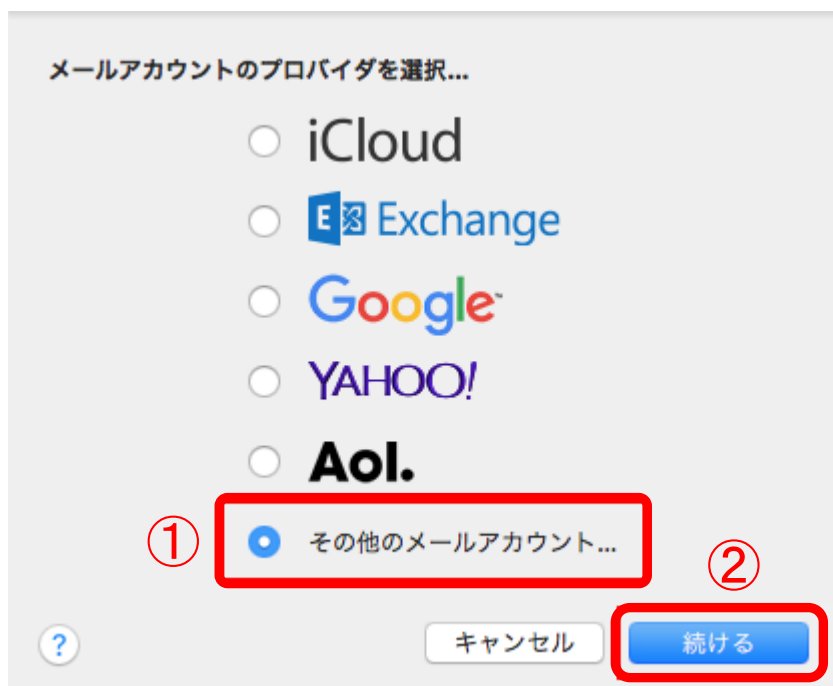 メールアカウントのプロバイダを選択...
iCloud
E Exchange
Google™
YAHOO!
Aol.
① その他のメールアカウント...
②
? キャンセル 続ける